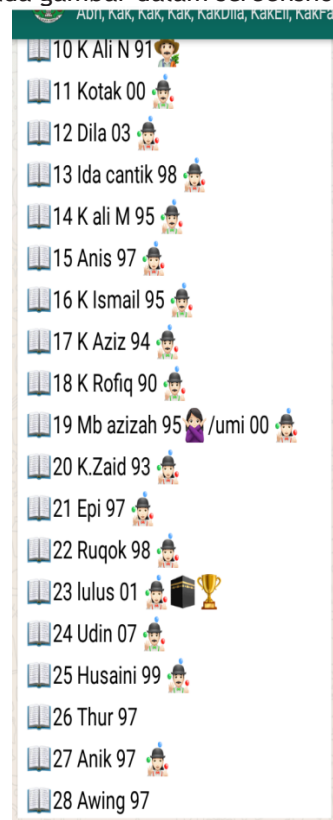 Abh, Kak, Kak, Kak, KakDila, KakEli, KakFa
10 K Ali N 91
11 Kotak 00
12 Dila 03
13 Ida cantik 98
14 K ali M 95
15 Anis 97
16 K Ismail 95
17 K Aziz 94
18 K Rofiq 90
19 Mb azizah 95 /umi 00
20 K.Zaid 93
21 Epi 97
22 Ruqok 98
23 lulus 01
24 Udin 07
25 Husaini 99
26 Thur 97
27 Anik 97
28 Awing 97